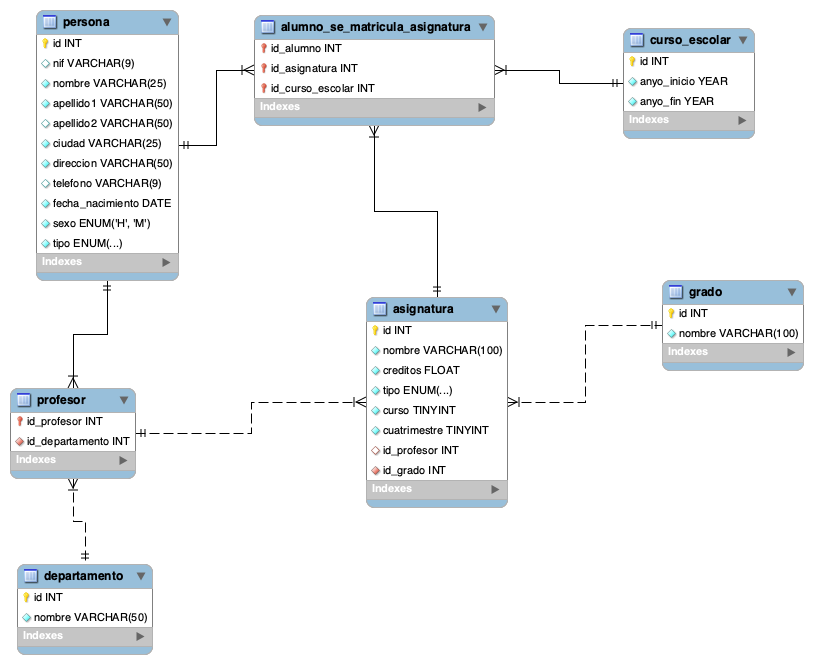 persona
id INT
nif VARCHAR(9)
nombre VARCHAR(25)
apellido1 VARCHAR(50)
apellido2 VARCHAR(50)
ciudad VARCHAR(25)
direccion VARCHAR(50)
telefono VARCHAR(9)
fecha_nacimiento DATE
sexo ENUM('H', 'M')
tipo ENUM(...)
Indexes
alumno_se_matricula_asignatura
id_alumno INT
id_asignatura INT
id_curso_escolar INT
Indexes
curso_escolar
id INT
anyo_inicio YEAR
anyo_fin YEAR
Indexes
asignatura
id INT
nombre VARCHAR(100)
creditos FLOAT
tipo ENUM(...)
curso TINYINT
cuatrimestre TINYINT
id_profesor INT
id_grado INT
Indexes
grado
id INT
nombre VARCHAR(100)
Indexes
profesor
id_profesor INT
id_departamento INT
Indexes
departamento
id INT
nombre VARCHAR(50)
Indexes